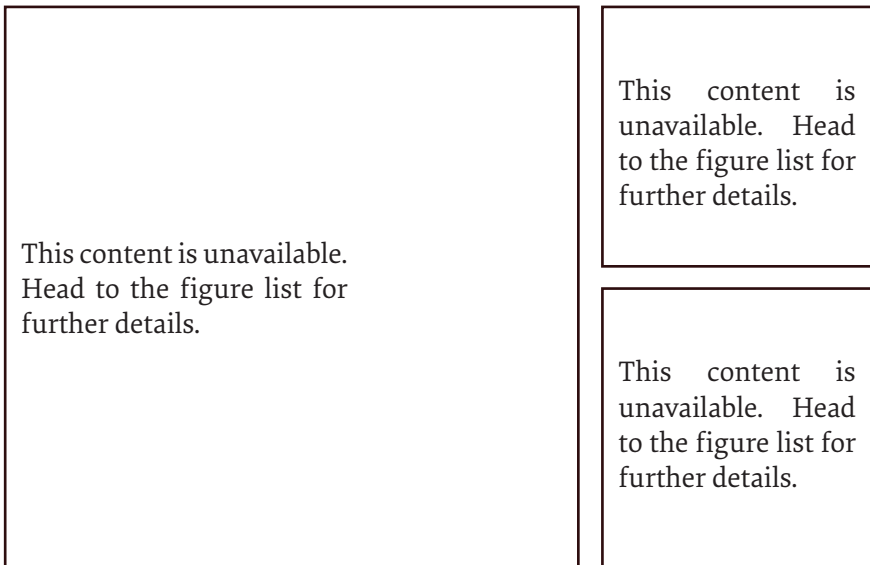 This content is unavailable.
Head to the figure list for
further details.
This content is
unavailable. Head
to the figure list for
further details.
This content is
unavailable. Head
to the figure list for
further details.